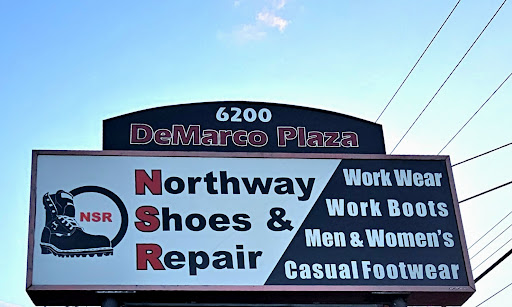 6200
DeMarco Plaza
NSR
Northway
Shoes &
Repair
Work Wear
Work Boots
Men & Women's
Casual Footwear